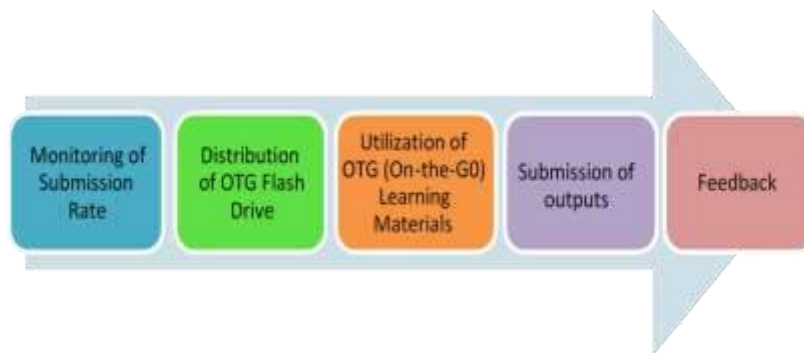 Monitoring of
Submission
Rate
Distribution
of OTG Flash
Drive
Utilization of
OTG (On-the-G0)
Learning
Materials
Submission of
outputs
Feedback